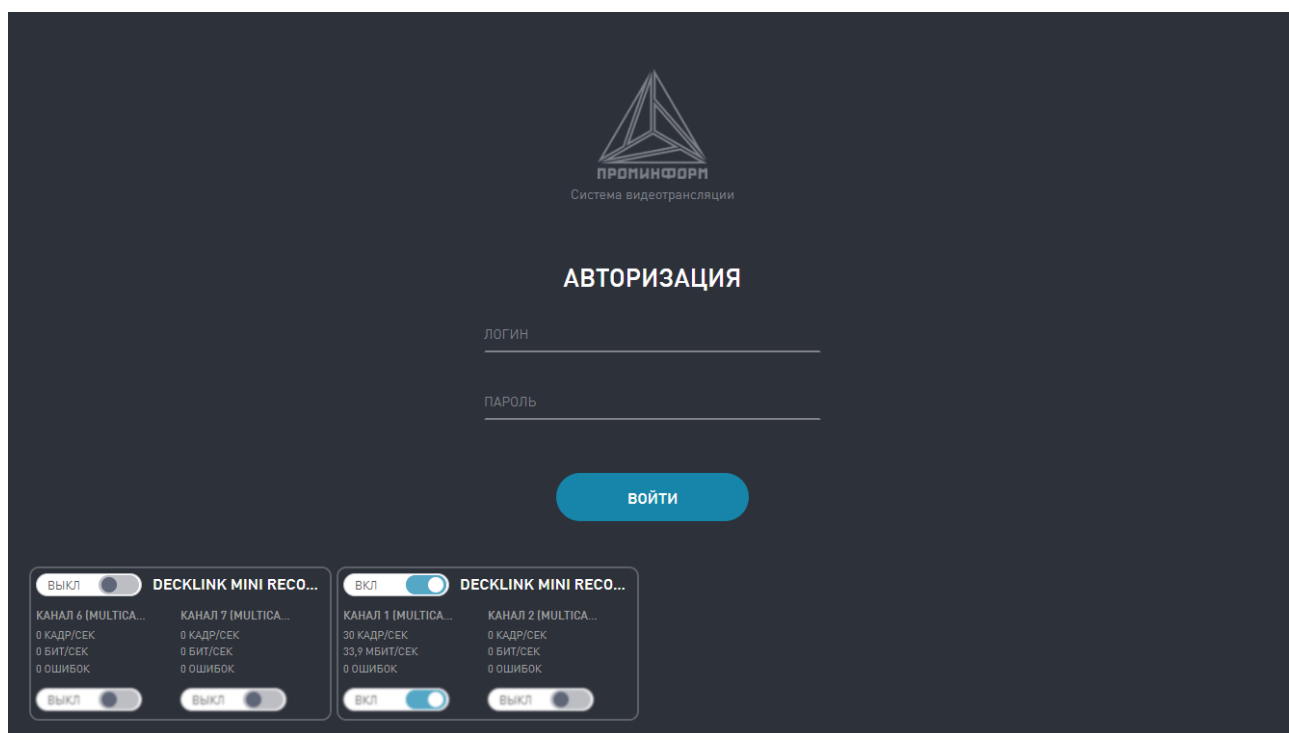 ПРОМИНФОРМ
Система видеотрансляции
АВТОРИЗАЦИЯ
ЛОГИН
ПАРОЛЬ
ВОЙТИ
ВЫКЛ DECKLINK MINI RECO...
КАНАЛ 6 (MULTICA... КАНАЛ 7 (MULTICA...
0 КАДР/СЕК 0 КАДР/СЕК
0 БИТ/СЕК 0 БИТ/СЕК
0 ОШИБОК 0 ОШИБОК
ВЫКЛ ВЫКЛ
ВКЛ DECKLINK MINI RECO...
КАНАЛ 1 (MULTICA... КАНАЛ 2 (MULTICA...
30 КАДР/СЕК 0 КАДР/СЕК
33,9 МБИТ/СЕК 0 БИТ/СЕК
0 ОШИБОК 0 ОШИБОК
ВКЛ ВЫКЛ